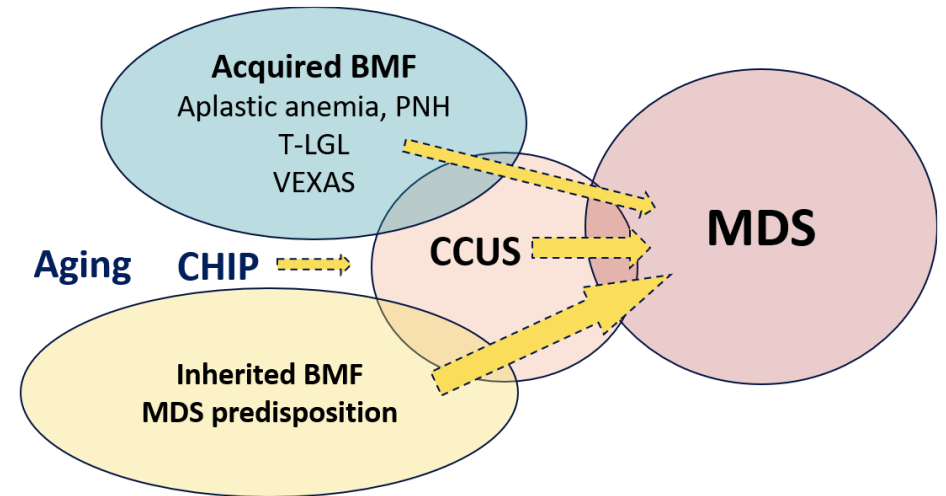 Acquired BMF
Aplastic anemia, PNH
T-LGL
VEXAS
MDS
CCUS
Aging CHIP
Inherited BMF
MDS predisposition